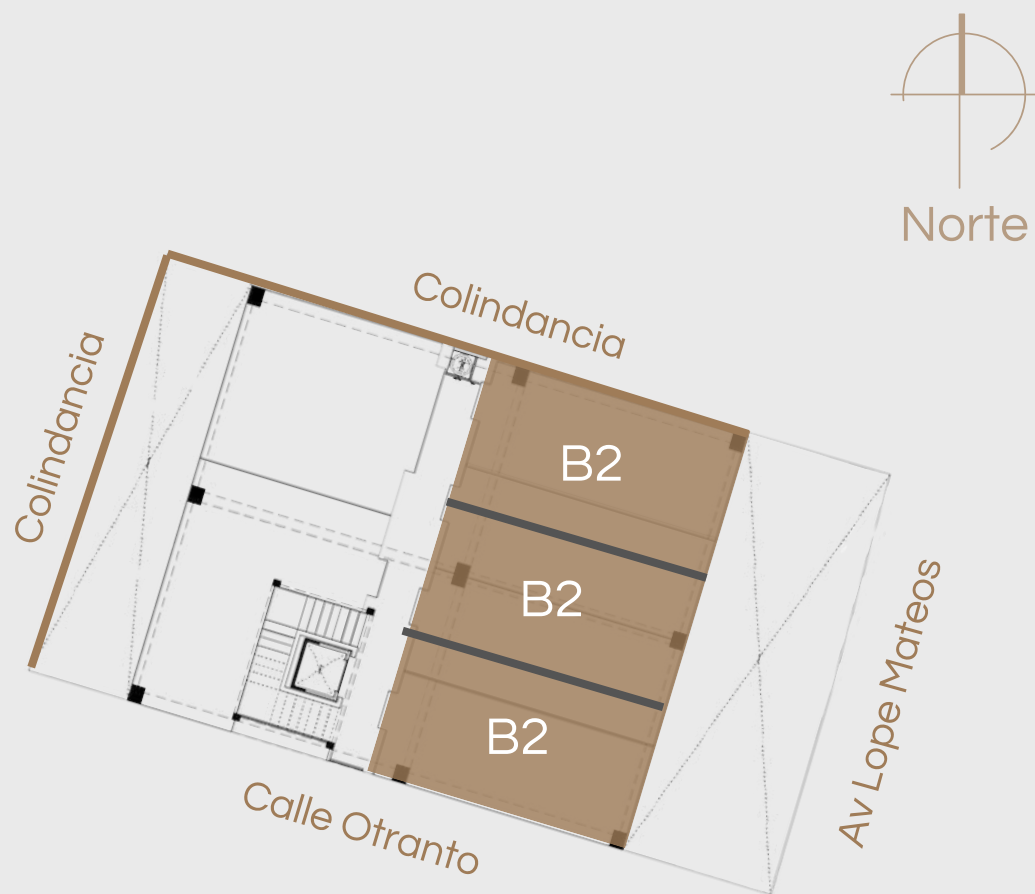 Norte
Colindancia
Colindancia
B2
B2
B2
Av Lope Mateos
Calle Otranto